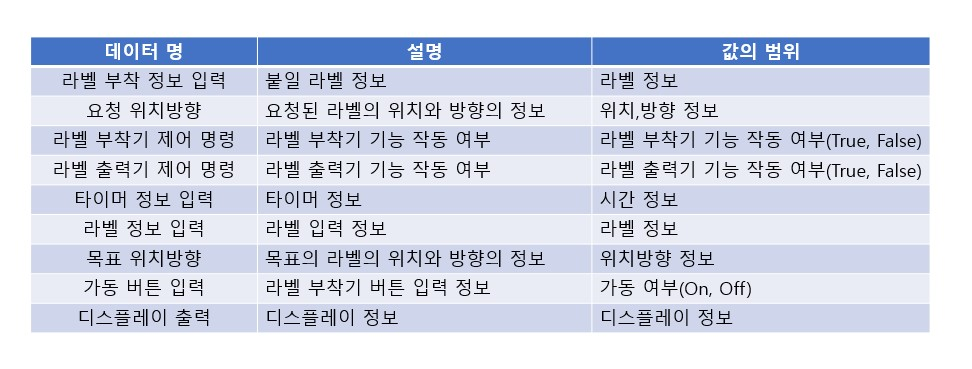 데이터 명 설명 값의 범위
라벨 부착 정보 입력 붙일 라벨 정보 라벨 정보
요청 위치방향 요청된 라벨의 위치와 방향의 정보 위치,방향 정보
라벨 부착기 제어 명령 라벨 부착기 기능 작동 여부 라벨 부착기 기능 작동 여부(True, False)
라벨 출력기 제어 명령 라벨 출력기 기능 작동 여부 라벨 출력기 기능 작동 여부(True, False)
타이머 정보 입력 타이머 정보 시간 정보
라벨 정보 입력 라벨 입력 정보 라벨 정보
목표 위치방향 목표의 라벨의 위치와 방향의 정보 위치방향 정보
가동 버튼 입력 라벨 부착기 버튼 입력 정보 가동 여부(On, Off)
디스플레이 출력 디스플레이 정보 디스플레이 정보